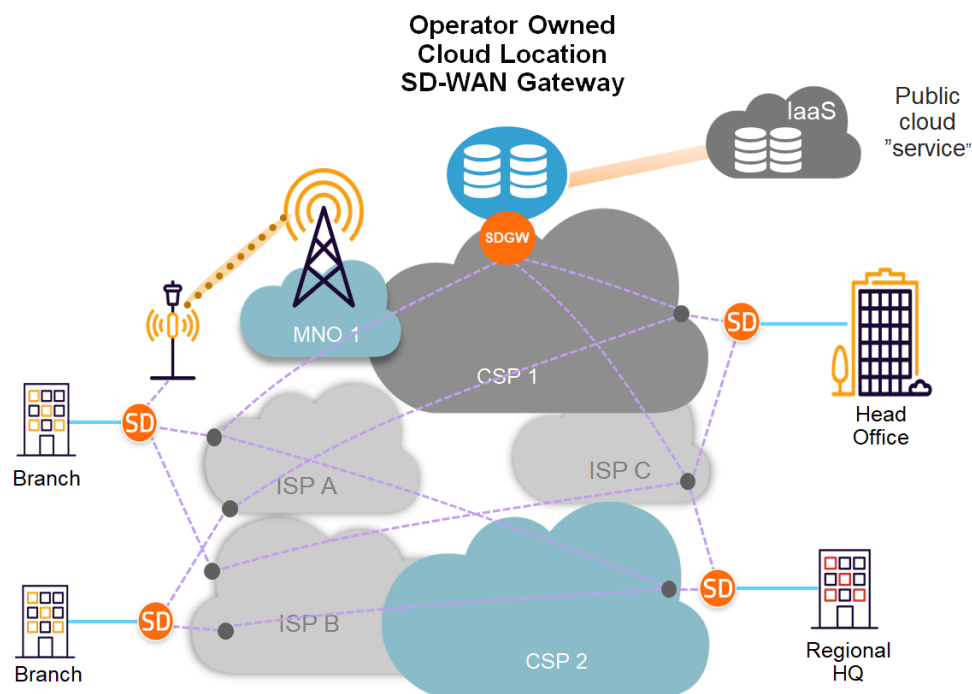 Operator Owned
Cloud Location
SD-WAN Gateway
IaaS
Public
cloud
”service”
SDGW
MNO 1
CSP 1
SD
Head
Office
SD
Branch
ISP A
ISP C
SD
SD
Branch
ISP B
CSP 2
Regional
HQ